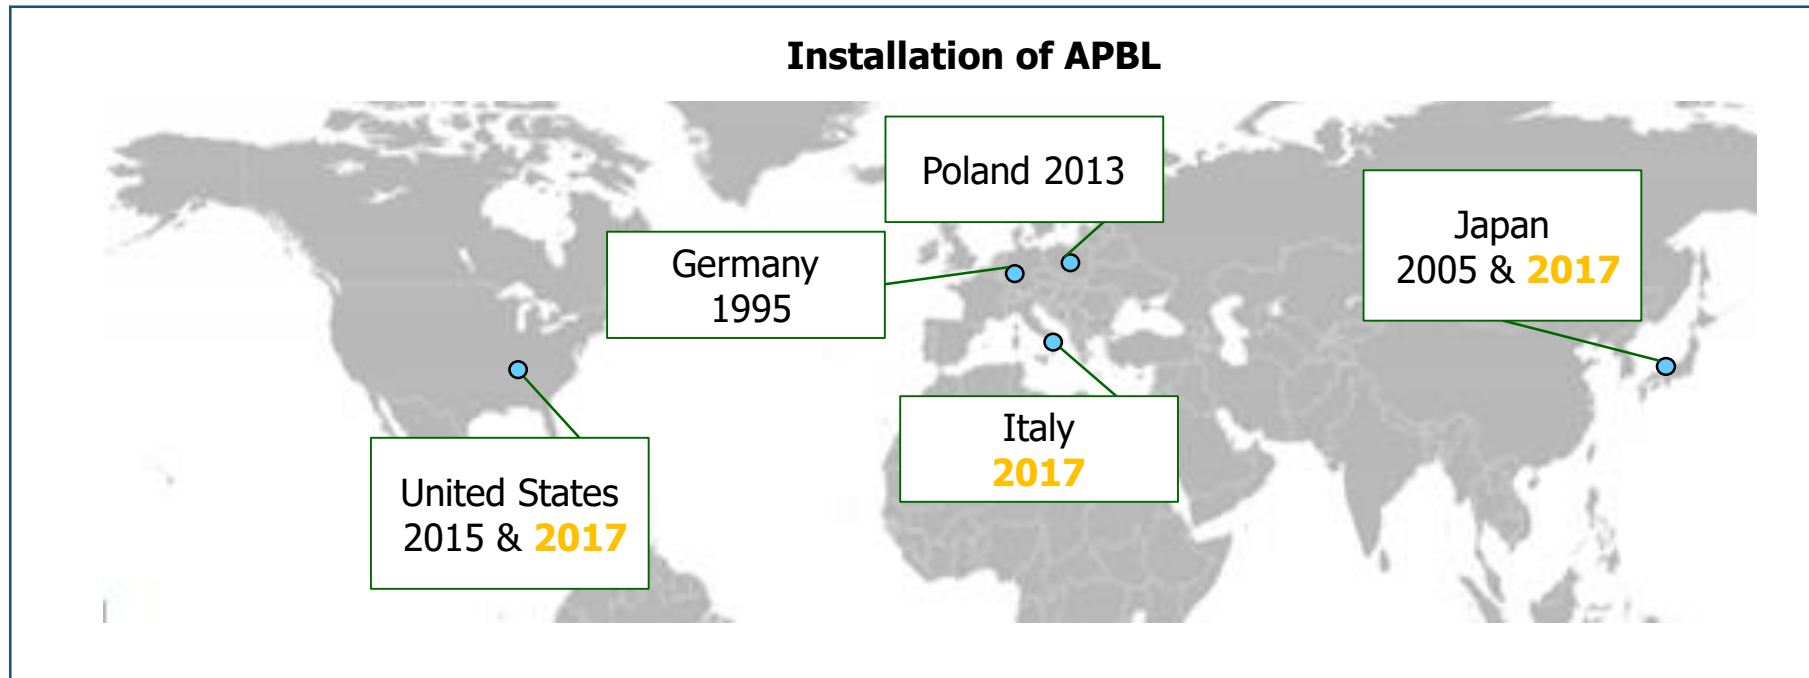 Installation of APBL
Poland 2013
Japan
2005 & 2017
Germany
1995
Italy
2017
United States
2015 & 2017